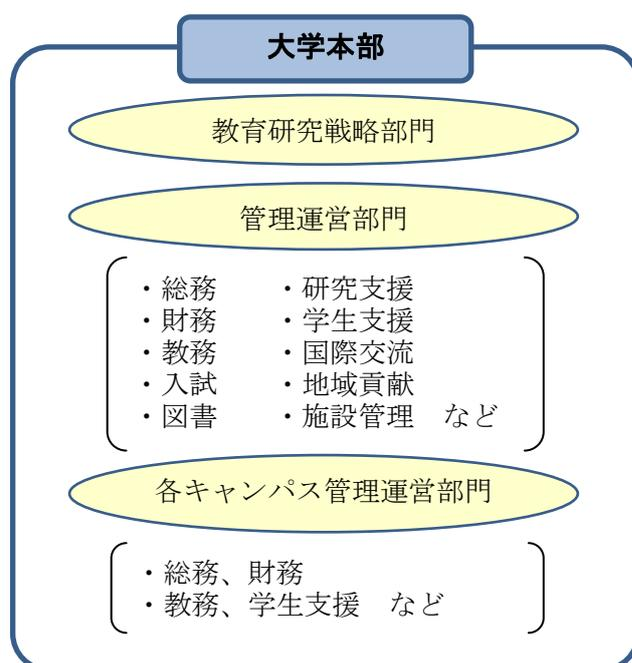 大学本部
教育研究戦略部門
管理運営部門
・総務　　・研究支援
・財務　　・学生支援
・教務　　・国際交流
・入試　　・地域貢献
・図書　　・施設管理　など
各キャンパス管理運営部門
・総務、財務
・教務、学生支援　など